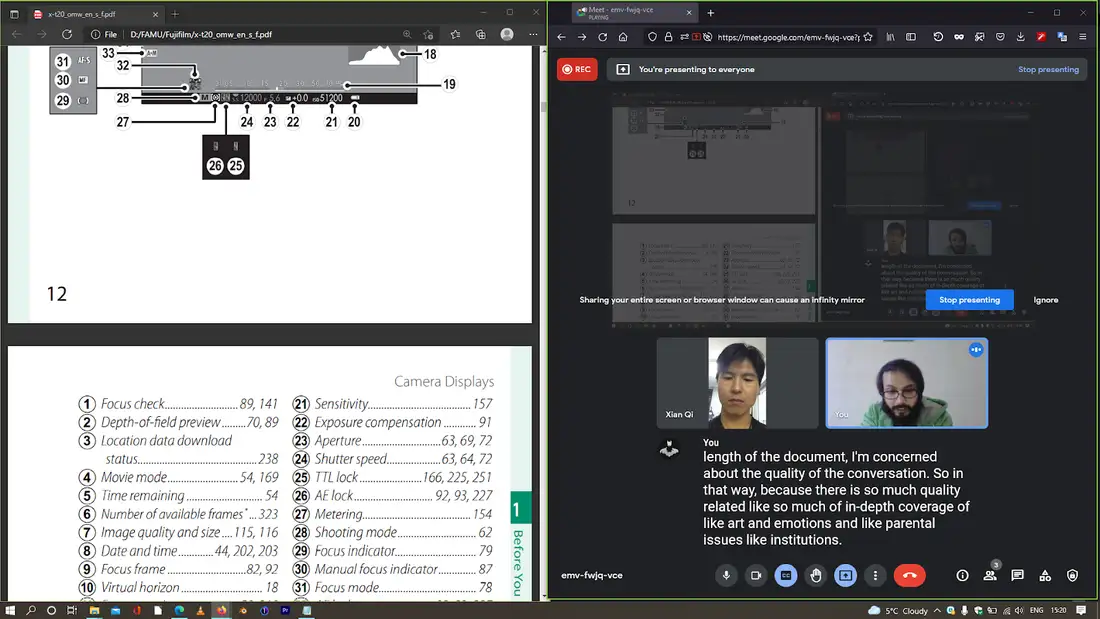 x-t20_omw_en_s_f.pdf
File
D:/FAMU/Fujifilm/x-t20_omw_en_s_f.pdf
33
32
31
AF-S
30
MF
29
28
27
26
25
24
23
22
21
20
19
18
12000
5.6
+0.0
ISO 51200
12
Camera Displays
1 Focus check 89, 141
2 Depth-of-field preview 70, 89
3 Location data download
status 238
4 Movie mode 54, 169
5 Time remaining 54
6 Number of available frames* 323
7 Image quality and size 115, 116
8 Date and time 44, 202, 203
9 Focus frame 82, 92
10 Virtual horizon 18
21 Sensitivity 157
22 Exposure compensation 91
23 Aperture 63, 69, 72
24 Shutter speed 63, 64, 72
25 TTL lock 166, 225, 251
26 AE lock 92, 93, 227
27 Metering 154
28 Shooting mode 62
29 Focus indicator 79
30 Manual focus indicator 87
31 Focus mode 78
1
Before You
Meet - emv-fwjq-vce
PLAYING
https://meet.google.com/emv-fwjq-vce?
REC
You're presenting to everyone
Stop presenting
Sharing your entire screen or browser window can cause an infinity mirror
Stop presenting
Ignore
Xian Qi
You
You
length of the document, I'm concerned
about the quality of the conversation. So in
that way, because there is so much quality
related like so much of in-depth coverage of
like art and emotions and like parental
issues like institutions.
emv-fwjq-vce
3
8°C Cloudy
ENG
15:20